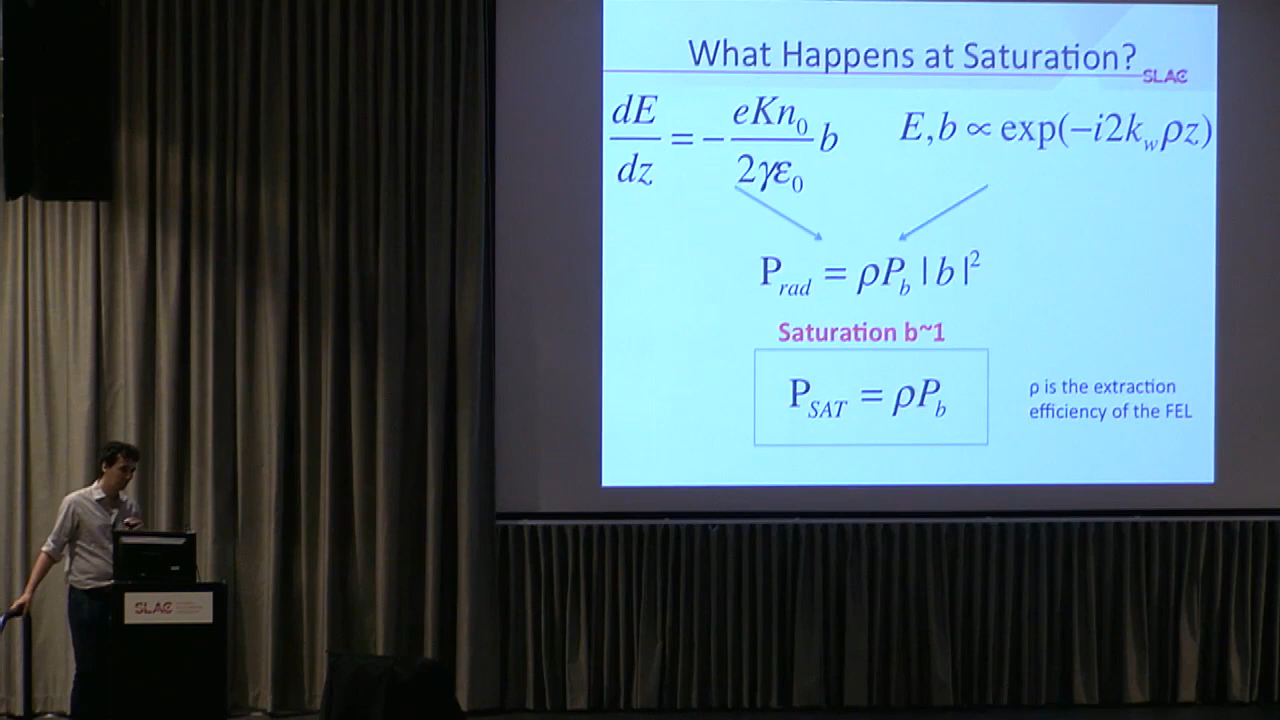 What Happens at Saturation?
SLAC
dE/dz = - eKn₀/2γε₀ b
E,b ∝ exp(−i2k_wρz)
P_rad = ρP_b |b|²
Saturation b~1
P_SAT = ρP_b
ρ is the extraction
efficiency of the FEL
SLAC